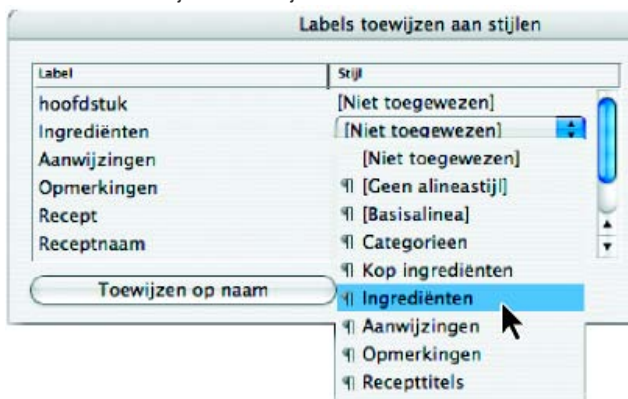 Labels toewijzen aan stijlen
Label Stijl
hoofdstuk [Niet toegewezen]
Ingrediënten [Niet toegewezen]
Aanwijzingen [Niet toegewezen]
Opmerkingen ¶ [Geen alineastijl]
Recept ¶ [Basisalinea]
Receptnaam ¶ Categorieen
¶ Kop ingrediënten
Toewijzen op naam ¶ Ingrediënten
¶ Aanwijzingen
¶ Opmerkingen
¶ Recepttitels